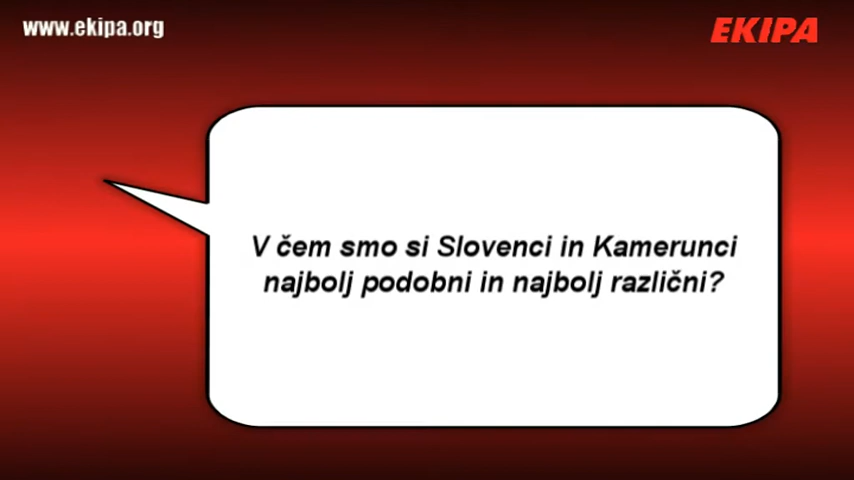 www.ekipa.org
EKIPA
V čem smo si Slovenci in Kamerunci
najbolj podobni in najbolj različni?